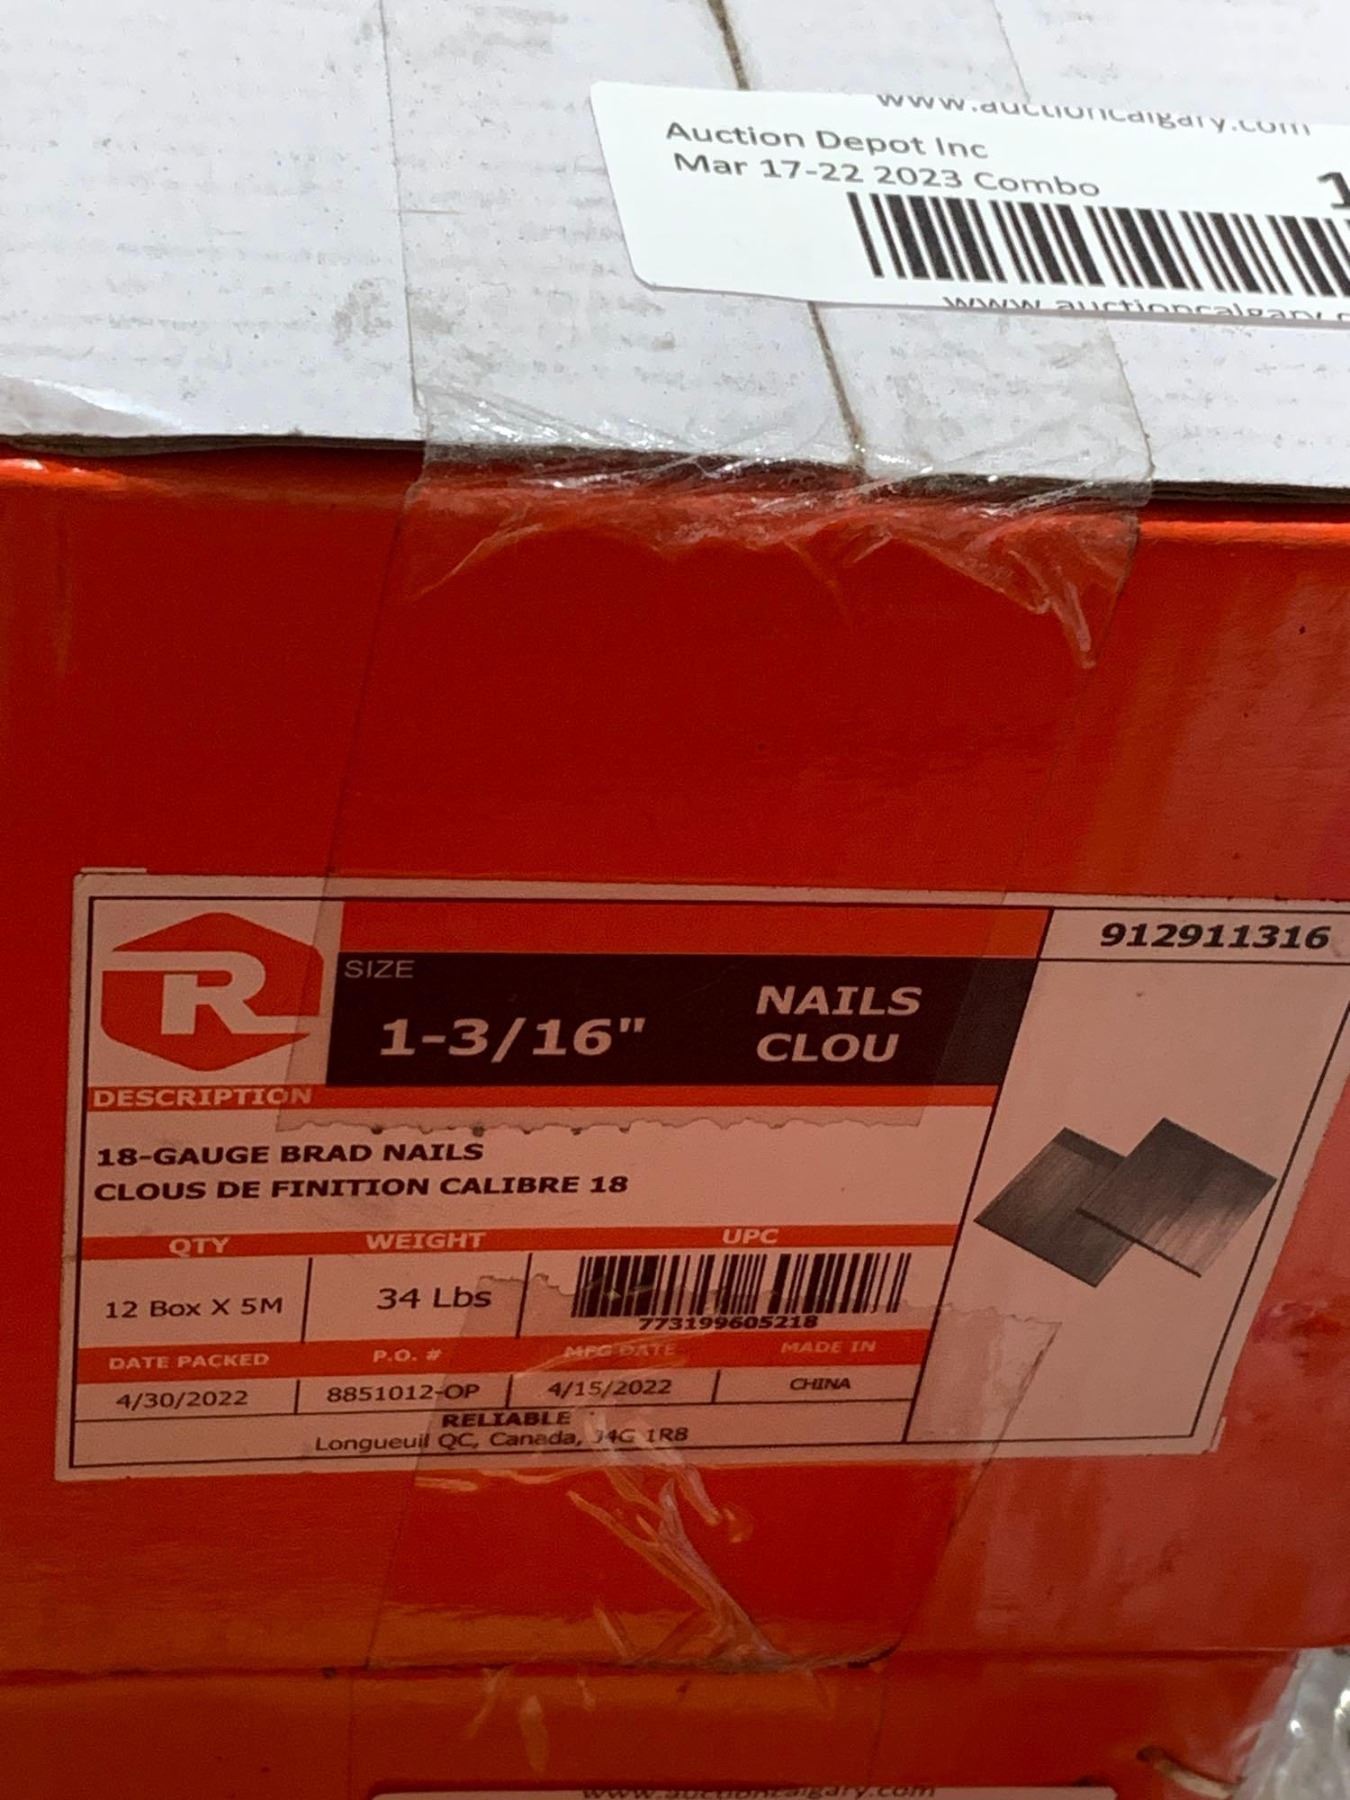 www.auctioncalgary.com
Auction Depot Inc
Mar 17-22 2023 Combo
www.auctioncalgary.c
R
912911316
SIZE
1-3/16"
NAILS
CLOU
DESCRIPTION
18-GAUGE BRAD NAILS
CLOUS DE FINITION CALIBRE 18
QTY WEIGHT UPC
12 Box X 5M 34 Lbs
773199605218
DATE PACKED P.O. # MFG DATE MADE IN
4/30/2022 8851012-OP 4/15/2022 CHINA
RELIABLE
Longueuil QC, Canada, J4G 1R8
www.auctioncalgary.com